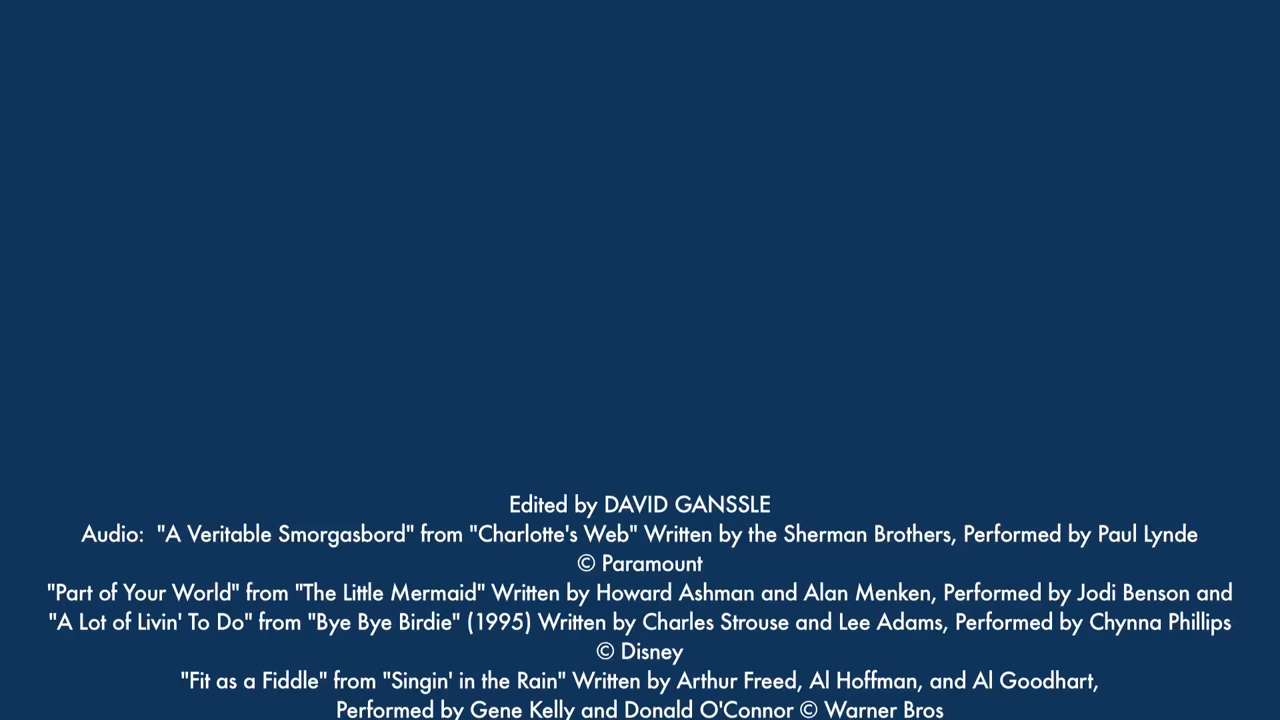 Edited by DAVID GANSSLE
Audio:  "A Veritable Smorgasbord" from "Charlotte's Web" Written by the Sherman Brothers, Performed by Paul Lynde
© Paramount
"Part of Your World" from "The Little Mermaid" Written by Howard Ashman and Alan Menken, Performed by Jodi Benson and
"A Lot of Livin' To Do" from "Bye Bye Birdie" (1995) Written by Charles Strouse and Lee Adams, Performed by Chynna Phillips
© Disney
"Fit as a Fiddle" from "Singin' in the Rain" Written by Arthur Freed, Al Hoffman, and Al Goodhart,
Performed by Gene Kelly and Donald O'Connor © Warner Bros